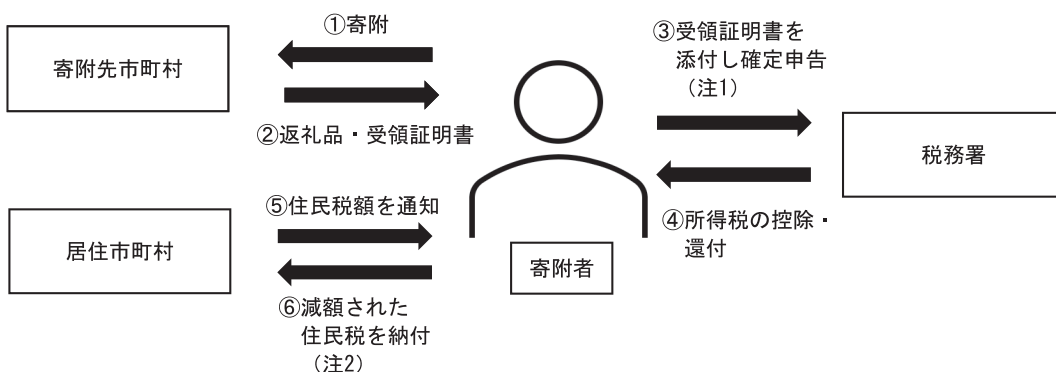 ①寄附
寄附先市町村
②返礼品・受領証明書
③受領証明書を
添付し確定申告
(注1)
税務署
④所得税の控除・
還付
⑤住民税額を通知
居住市町村
⑥減額された
住民税を納付
(注2)
寄附者